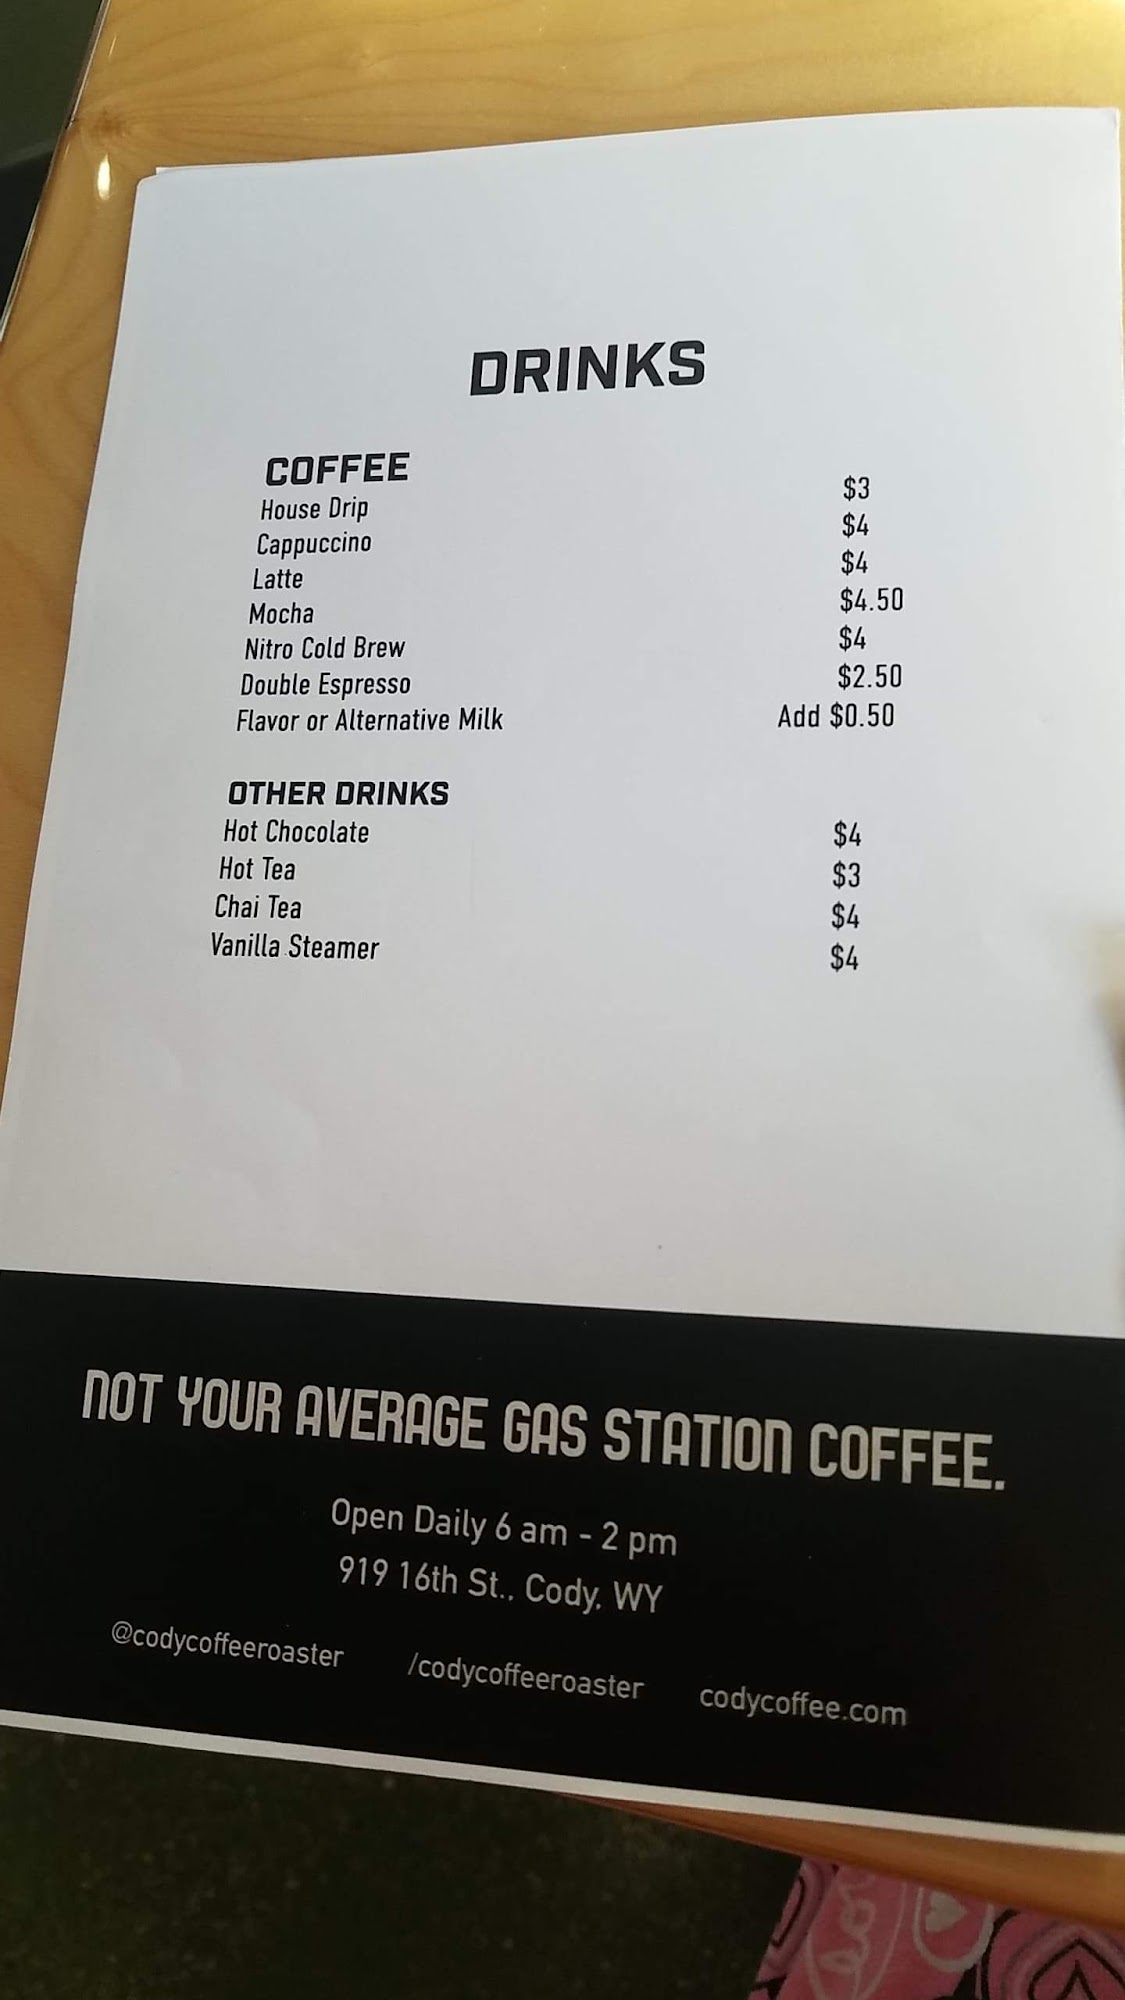 DRINKS
COFFEE
House Drip $3
Cappuccino $4
Latte $4
Mocha $4.50
Nitro Cold Brew $4
Double Espresso $2.50
Flavor or Alternative Milk Add $0.50
OTHER DRINKS
Hot Chocolate $4
Hot Tea $3
Chai Tea $4
Vanilla Steamer $4
NOT YOUR AVERAGE GAS STATION COFFEE.
Open Daily 6 am - 2 pm
919 16th St., Cody, WY
@codycoffeeroaster /codycoffeeroaster codycoffee.com